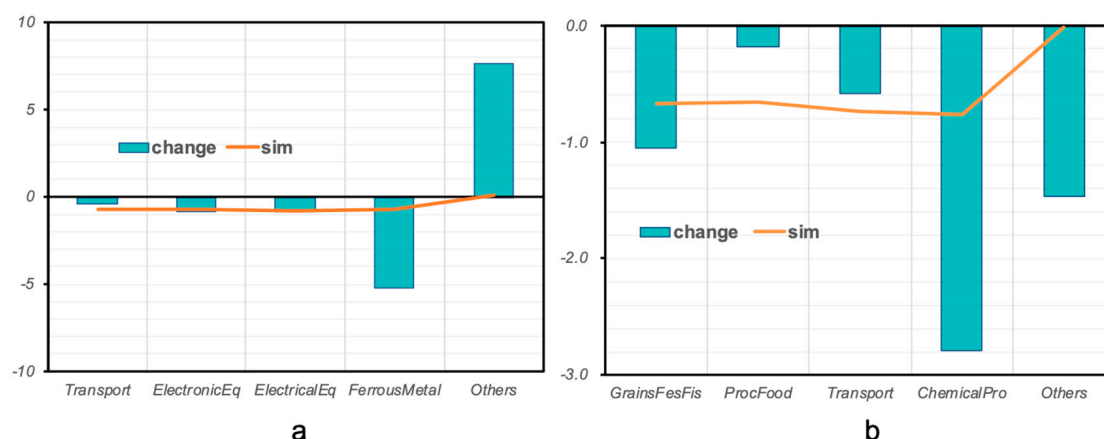 10
5
0
-5
-10
change
sim
Transport
ElectronicEq
ElectricalEq
FerrousMetal
Others
a
0.0
-1.0
-2.0
-3.0
change
sim
GrainsFesFis
ProcFood
Transport
ChemicalPro
Others
b